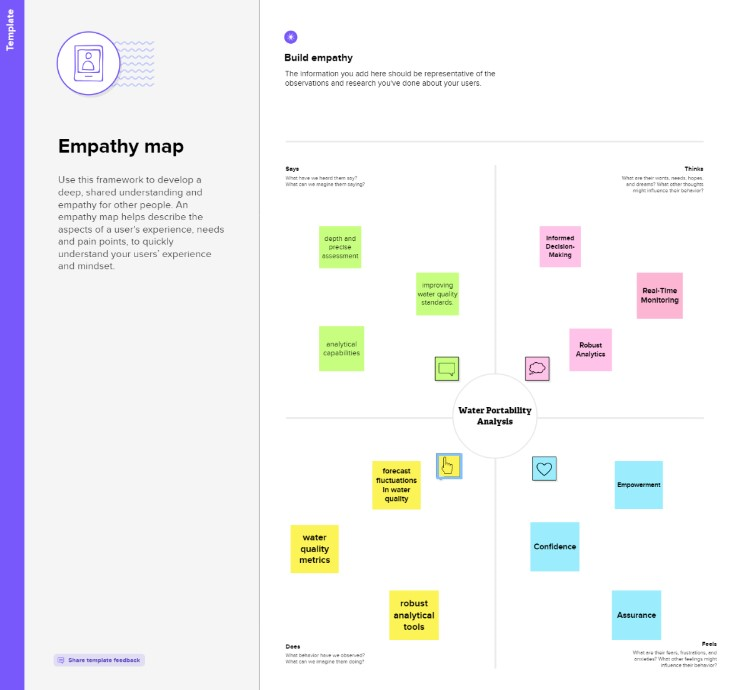 Template
Empathy map
Use this framework to develop a
deep, shared understanding and
empathy for other people. An
empathy map helps describe the
aspects of a user's experience, needs
and pain points, to quickly
understand your users' experience
and mindset.
Share template feedback
Build empathy
The information you add here should be representative of the
observations and research you've done about your users.
Says
What have we heard them say?
What can we imagine them saying?
depth and
precise
assessment
improving
water quality
standards.
analytical
capabilities
Thinks
What are their wants, needs, hopes,
and dreams? What other thoughts
might influence their behavior?
Informed
Decision-
Making
Real-Time
Monitoring
Robust
Analytics
Water Portability
Analysis
forecast
fluctuations
in water
quality
water
quality
metrics
robust
analytical
tools
Does
What behavior have we observed?
What can we imagine them doing?
Empowerment
Confidence
Assurance
Feels
What are their fears, frustrations, and
anxieties? What other feelings might
influence their behavior?